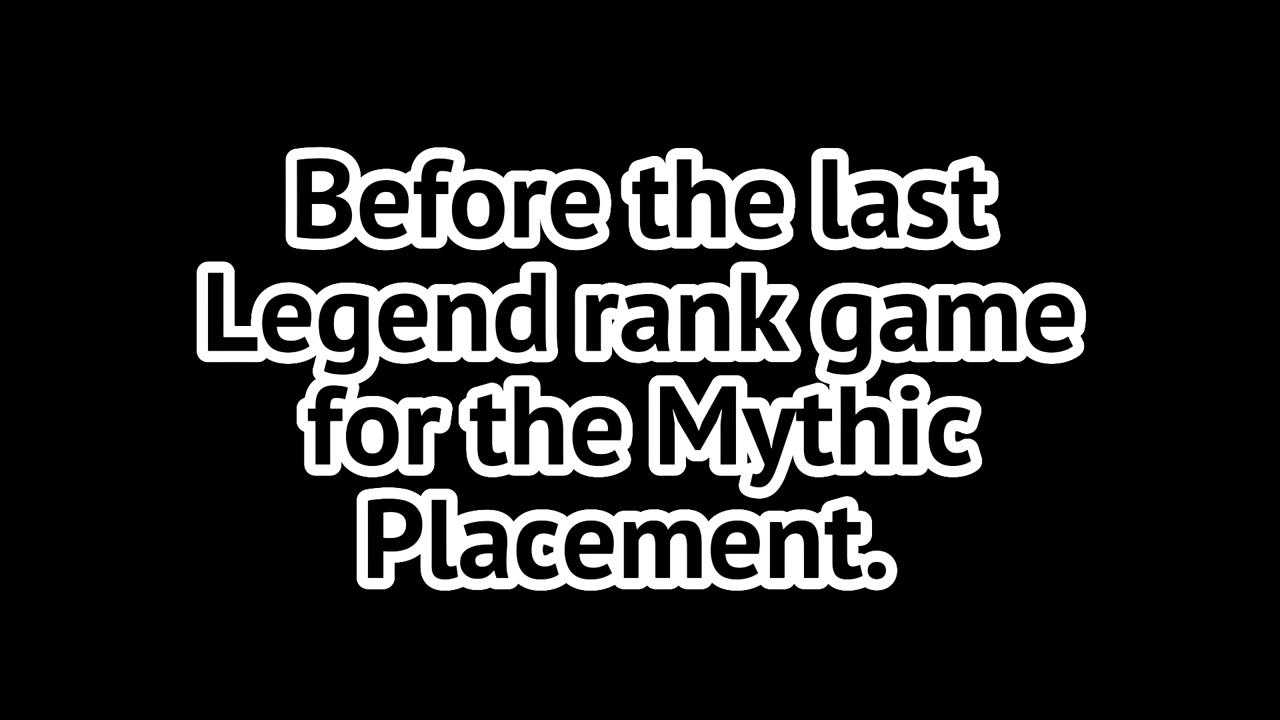 Before the last
Legend rank game
for the Mythic
Placement.